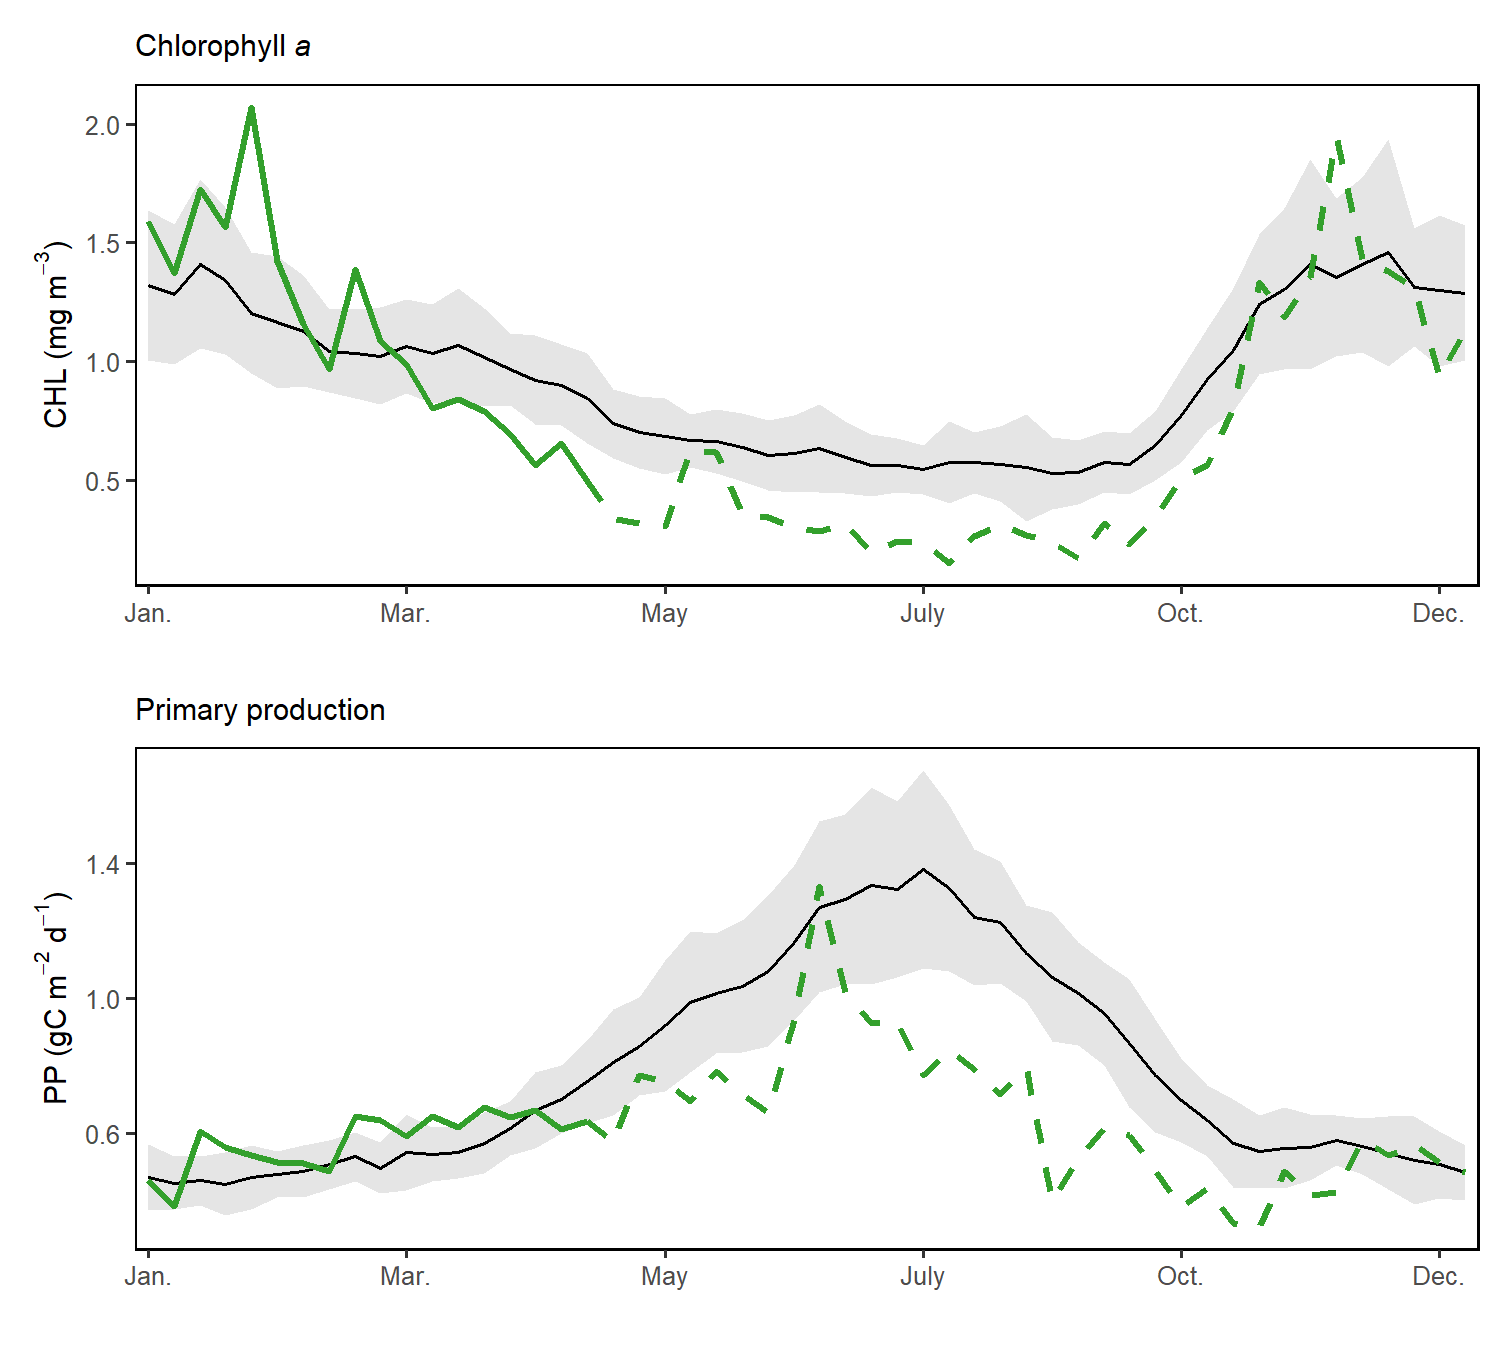 Chlorophyll a
2.0
1.5
1.0
0.5
CHL (mg m⁻³)
Jan. Mar. May July Oct. Dec.
Primary production
1.4
1.0
0.6
PP (gC m⁻² d⁻¹)
Jan. Mar. May July Oct. Dec.